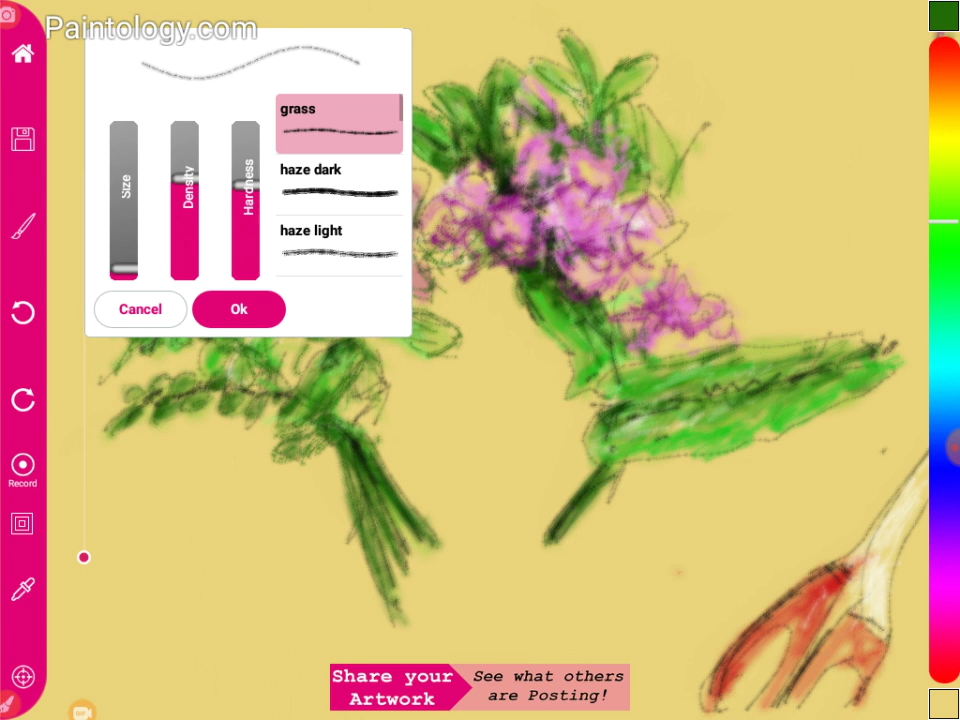 Paintology.com
Size
Density
Hardness
grass
haze dark
haze light
Cancel
Ok
Record
Share your
Artwork
See what others
are Posting!